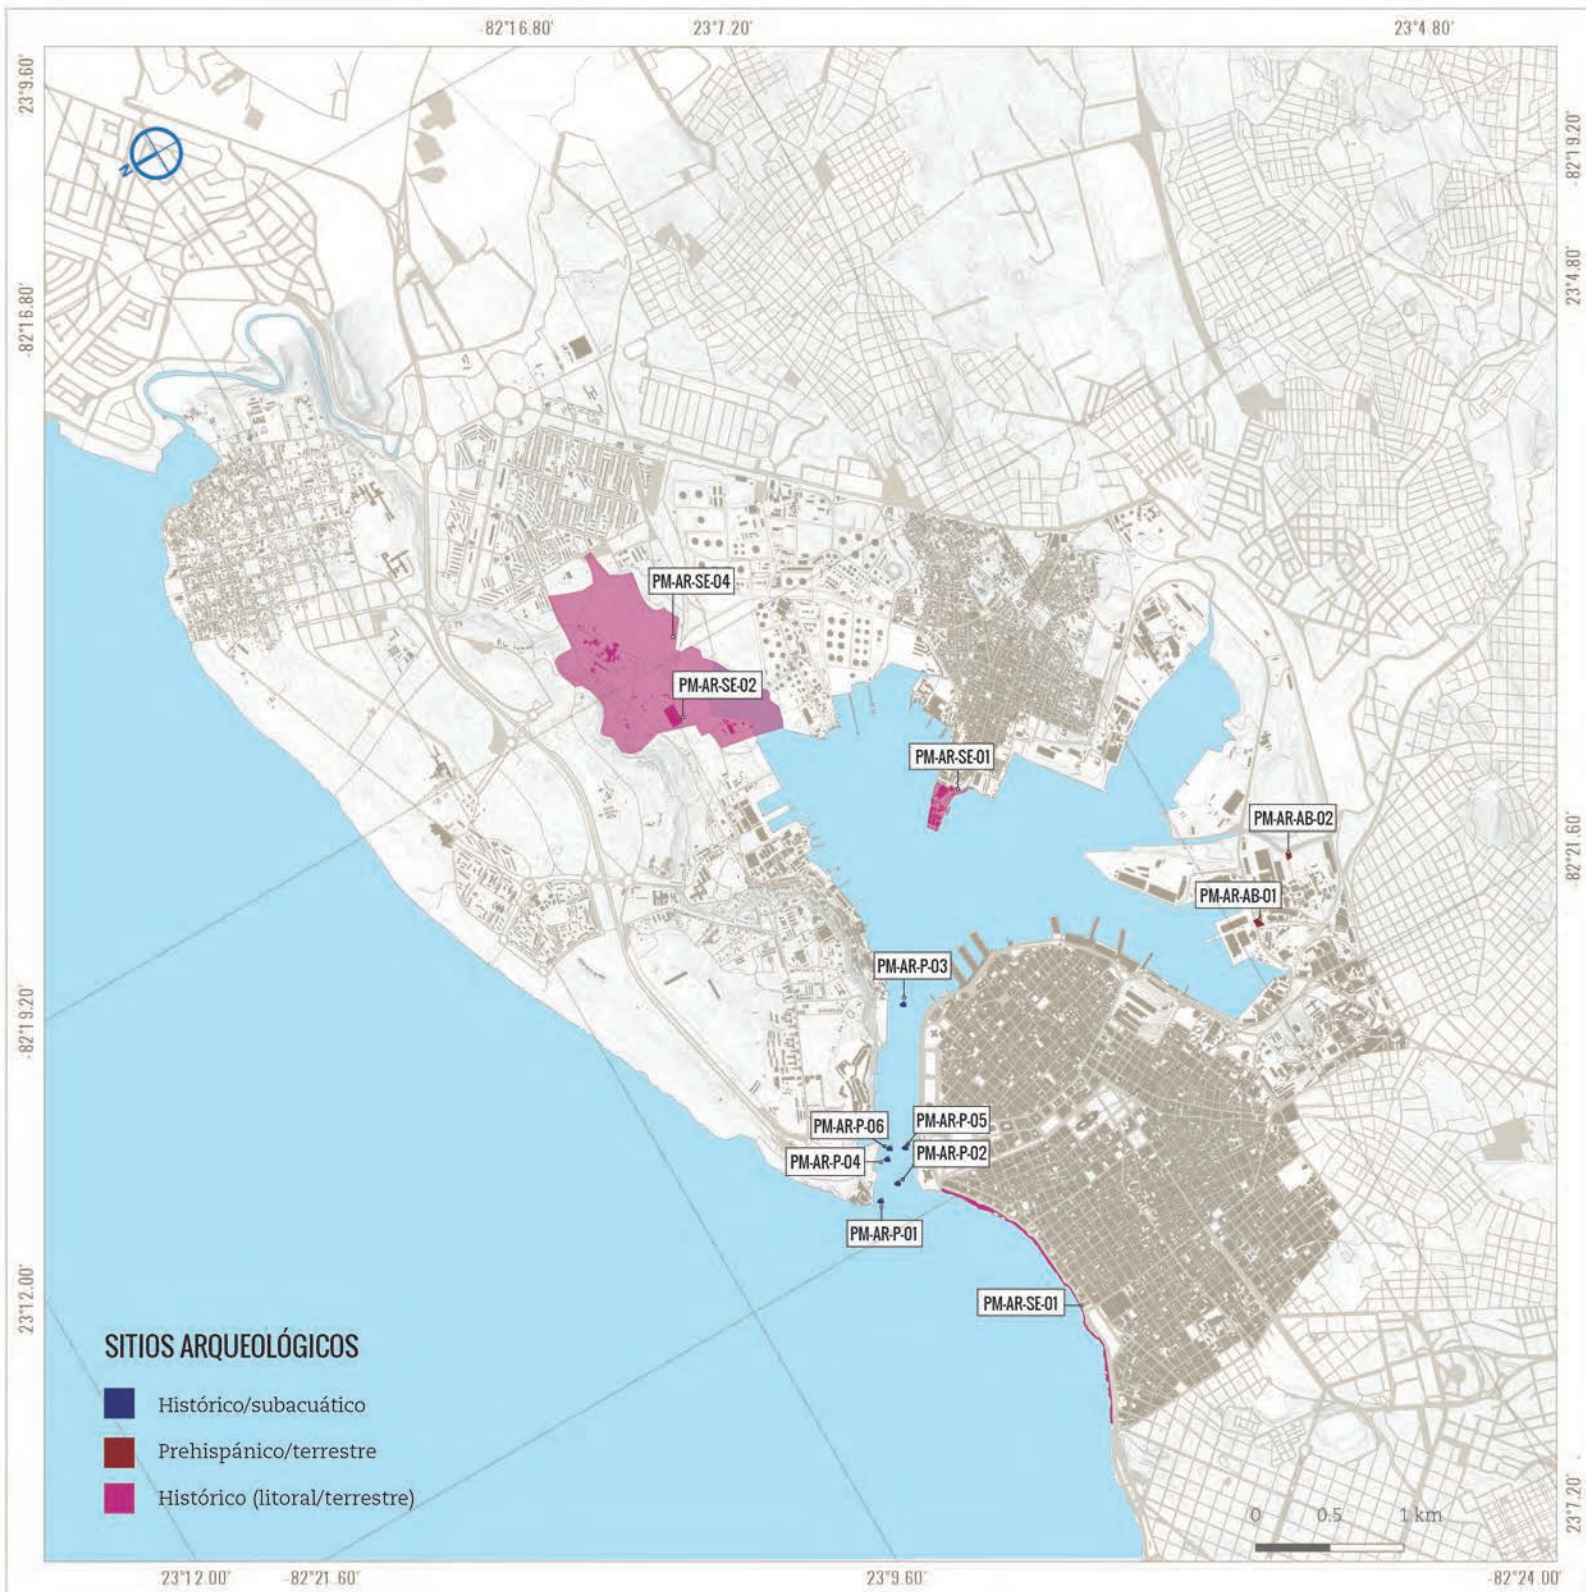 -82°16.80'
23°7.20'
23°4.80'
23°9.60'
-82°19.20'
N
-82°16.80'
23°4.80'
PM-AR-SE-04
PM-AR-SE-02
PM-AR-SE-01
PM-AR-AB-02
-82°21.60'
PM-AR-AB-01
PM-AR-P-03
-82°19.20'
PM-AR-P-06
PM-AR-P-05
PM-AR-P-04
PM-AR-P-02
PM-AR-P-01
23°12.00'
PM-AR-SE-01
SITIOS ARQUEOLÓGICOS
Histórico/subacuático
Prehispánico/terrestre
Histórico (litoral/terrestre)
0 0.5 1 km
23°7.20'
23°12.00'
-82°21.60'
23°9.60'
-82°24.00'